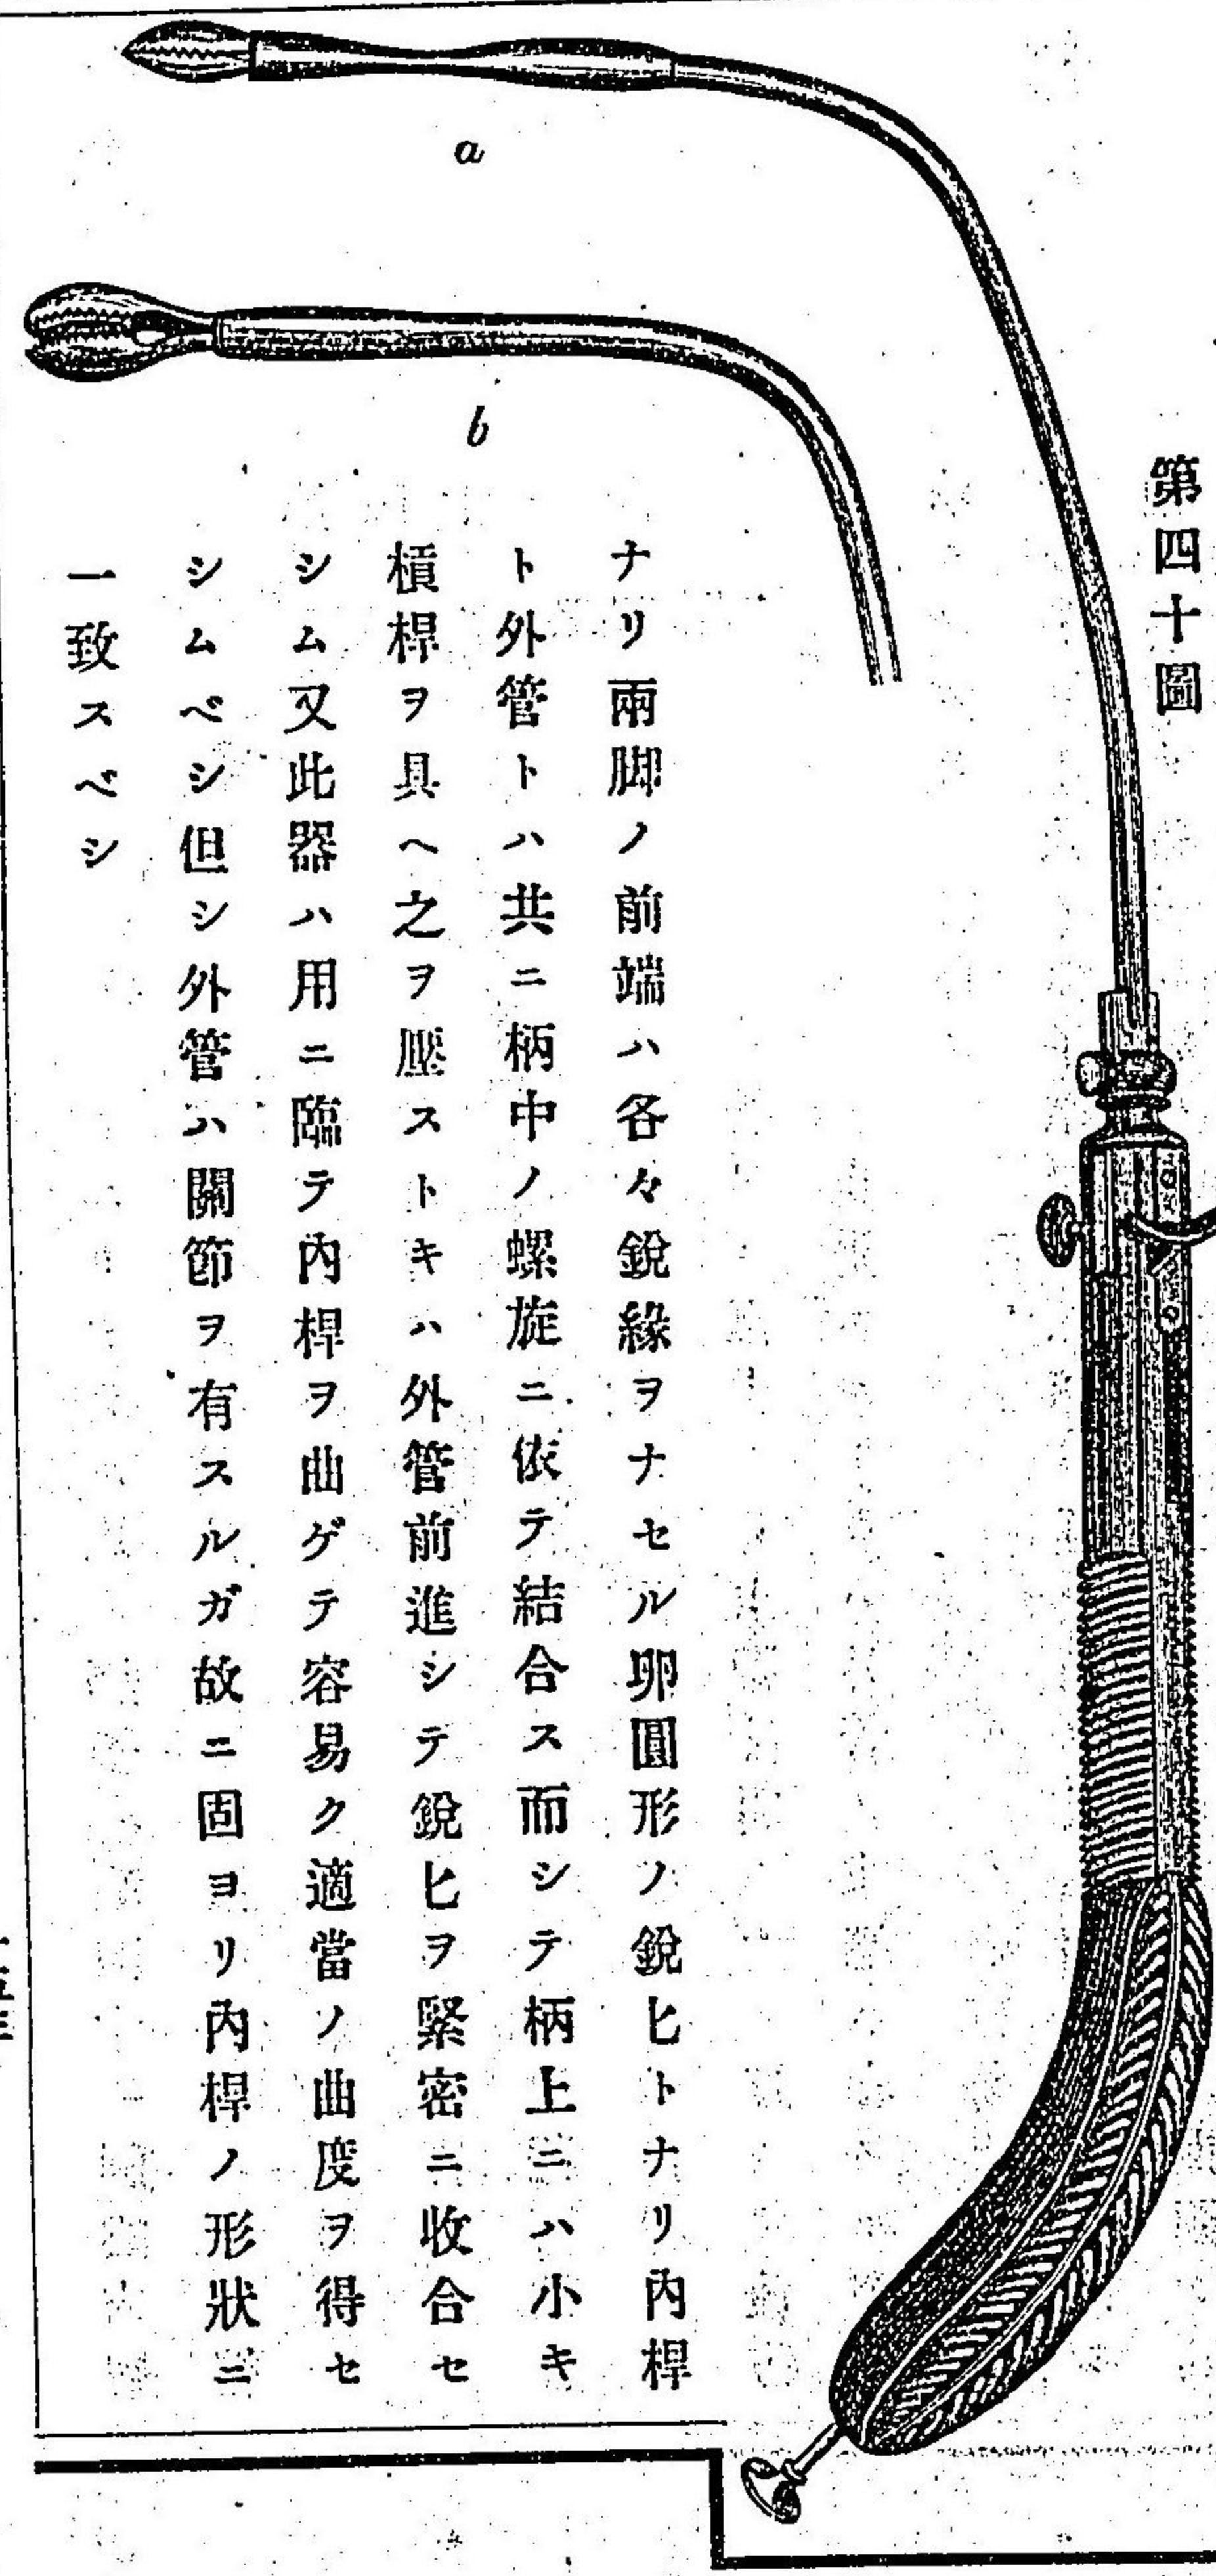 第四十圖
a
b
ナリ兩脚ノ前端ハ各々銳緣ヲナセル卵圓形ノ銳匕トナリ內桿
ト外管トハ共ニ柄中ノ螺旋ニ依テ結合ス而シテ柄上ニハ小キ
槓桿ヲ具ヘ之ヲ壓ストキハ外管前進シテ銳匕ヲ緊密ニ收合セ
シム又此器ハ用ニ臨テ內桿ヲ曲ゲテ容易ク適當ノ曲度ヲ得セ
シムベシ但シ外管ハ關節ヲ有スルガ故ニ固ヨリ內桿ノ形狀ニ
一致スベシ